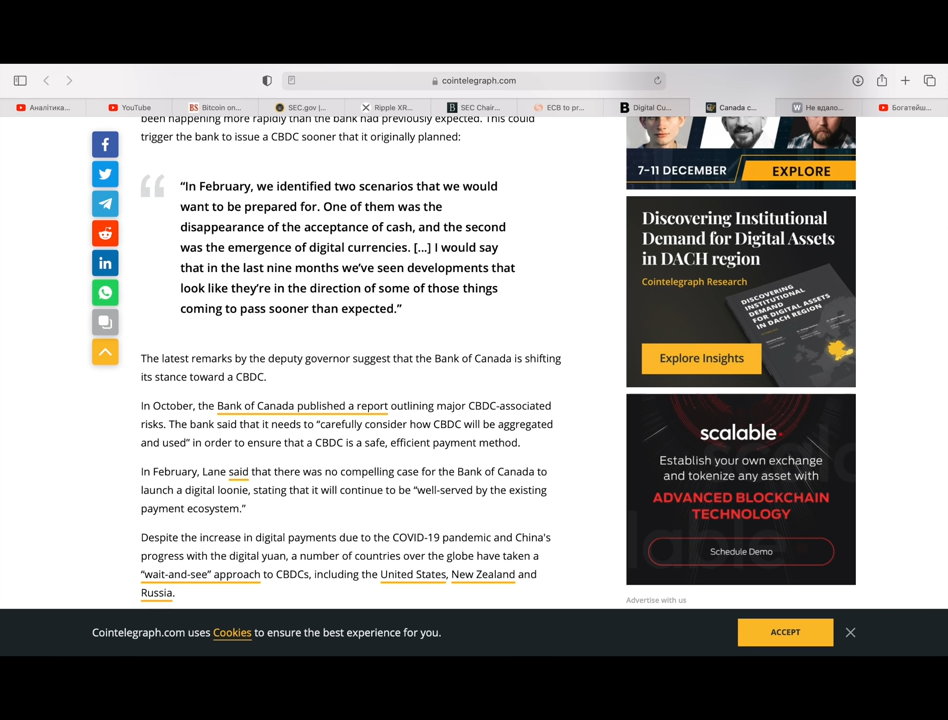 cointelegraph.com
Аналітика...
YouTube
Bitcoin on...
SEC.gov |...
Ripple XR...
SEC Chair...
ECB to pr...
Digital Cu...
Canada c...
Не вдало...
Богатейш...
been happening more rapidly than the bank had previously expected. This could
trigger the bank to issue a CBDC sooner that it originally planned:
“In February, we identified two scenarios that we would
want to be prepared for. One of them was the
disappearance of the acceptance of cash, and the second
was the emergence of digital currencies. [...] I would say
that in the last nine months we’ve seen developments that
look like they’re in the direction of some of those things
coming to pass sooner than expected.”
The latest remarks by the deputy governor suggest that the Bank of Canada is shifting
its stance toward a CBDC.
In October, the Bank of Canada published a report outlining major CBDC-associated
risks. The bank said that it needs to “carefully consider how CBDC will be aggregated
and used” in order to ensure that a CBDC is a safe, efficient payment method.
In February, Lane said that there was no compelling case for the Bank of Canada to
launch a digital loonie, stating that it will continue to be “well-served by the existing
payment ecosystem.”
Despite the increase in digital payments due to the COVID-19 pandemic and China's
progress with the digital yuan, a number of countries over the globe have taken a
“wait-and-see” approach to CBDCs, including the United States, New Zealand and
Russia.
7-11 DECEMBER
EXPLORE
Discovering Institutional
Demand for Digital Assets
in DACH region
Cointelegraph Research
DISCOVERING
INSTITUTIONAL
DEMAND
FOR DIGITAL ASSETS
IN DACH REGION
Explore Insights
scalable
Establish your own exchange
and tokenize any asset with
ADVANCED BLOCKCHAIN
TECHNOLOGY
Schedule Demo
Advertise with us
Cointelegraph.com uses Cookies to ensure the best experience for you.
ACCEPT